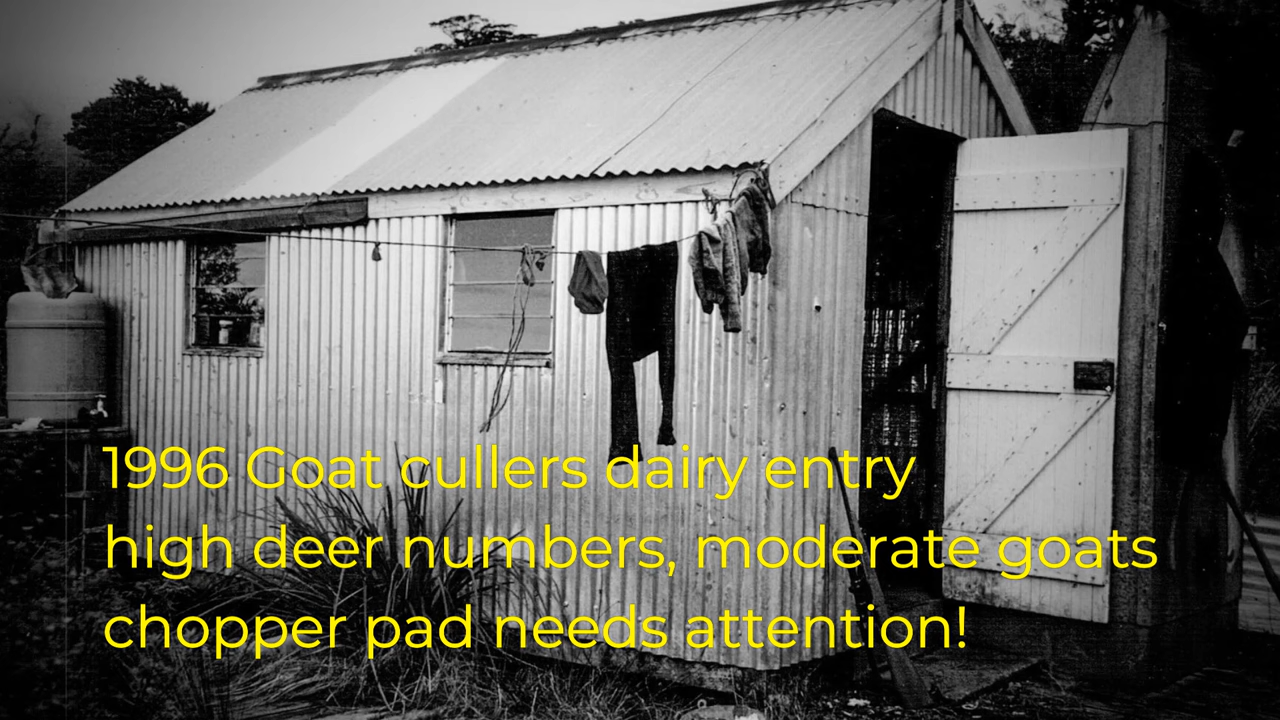 1996 Goat cullers dairy entry
high deer numbers, moderate goats
chopper pad needs attention!